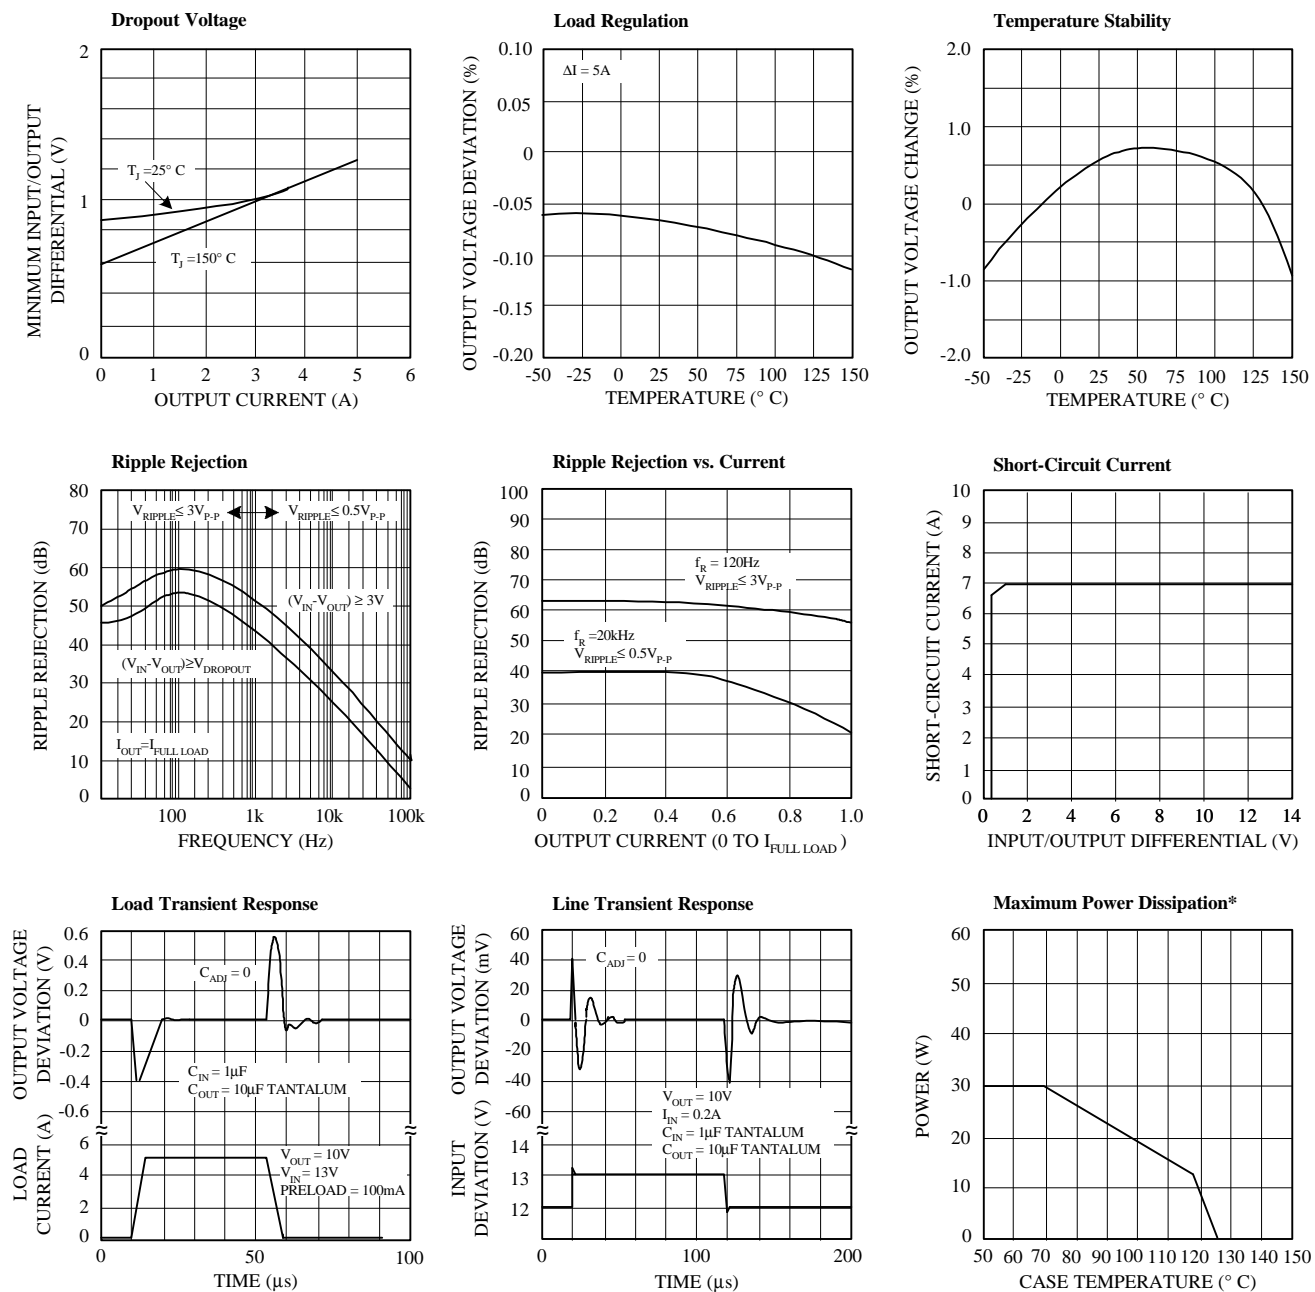 Dropout Voltage
2
1
0
0 1 2 3 4 5 6
MINIMUM INPUT/OUTPUT
DIFFERENTIAL (V)
T_J =25° C
T_J =150° C
OUTPUT CURRENT (A)
Load Regulation
0.10
0.05
0
-0.05
-0.10
-0.15
-0.20
-50 -25 0 25 50 75 100 125 150
OUTPUT VOLTAGE DEVIATION (%)
ΔI = 5A
TEMPERATURE (° C)
Temperature Stability
2.0
1.0
0
-1.0
-2.0
-50 -25 0 25 50 75 100 125 150
OUTPUT VOLTAGE CHANGE (%)
TEMPERATURE (° C)
Ripple Rejection
80
70
60
50
40
30
20
10
0
100 1k 10k 100k
RIPPLE REJECTION (dB)
V_RIPPLE ≤ 3V_P-P
V_RIPPLE ≤ 0.5V_P-P
(V_IN-V_OUT) ≥ 3V
(V_IN-V_OUT)≥V_DROPOUT
I_OUT=I_FULL LOAD
FREQUENCY (Hz)
Ripple Rejection vs. Current
100
90
80
70
60
50
40
30
20
10
0
0 0.2 0.4 0.6 0.8 1.0
RIPPLE REJECTION (dB)
f_R = 120Hz
V_RIPPLE ≤ 3V_P-P
f_R =20kHz
V_RIPPLE ≤ 0.5V_P-P
OUTPUT CURRENT (0 TO I_FULL LOAD )
Short-Circuit Current
10
9
8
7
6
5
4
3
2
1
0
0 2 4 6 8 10 12 14
SHORT-CIRCUIT CURRENT (A)
INPUT/OUTPUT DIFFERENTIAL (V)
Load Transient Response
0.6
0.4
0.2
0
-0.2
-0.4
-0.6
OUTPUT VOLTAGE
DEVIATION (V)
C_ADJ = 0
C_IN = 1µF
C_OUT = 10µF TANTALUM
≈ ≈
6
4
2
0
LOAD
CURRENT (A)
V_OUT = 10V
V_IN = 13V
PRELOAD = 100mA
0 50 100
TIME (µs)
Line Transient Response
60
40
20
0
-20
-40
-60
OUTPUT VOLTAGE
DEVIATION (mV)
C_ADJ = 0
V_OUT = 10V
I_IN = 0.2A
C_IN = 1µF TANTALUM
C_OUT = 10µF TANTALUM
≈ ≈
14
13
12
INPUT
DEVIATION (V)
0 100 200
TIME (µs)
Maximum Power Dissipation*
60
50
40
30
20
10
0
50 60 70 80 90 100 110 120 130 140 150
POWER (W)
CASE TEMPERATURE (° C)